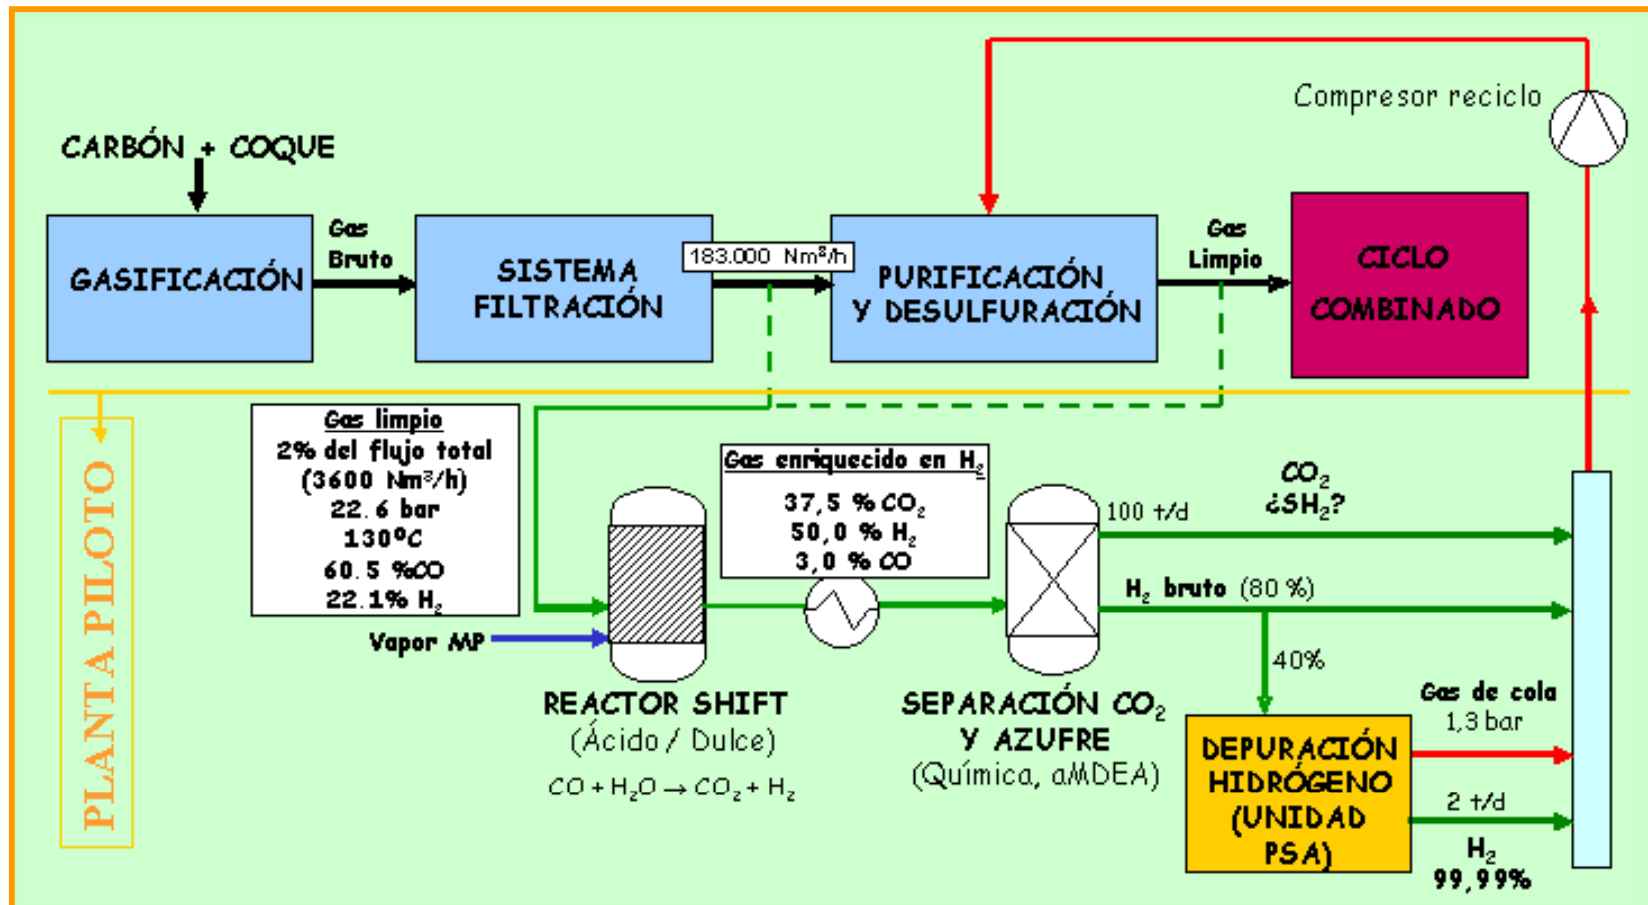 Compresor reciclo
CARBÓN + COQUE
GASIFICACIÓN
Gas
Bruto
SISTEMA
FILTRACIÓN
183.000 Nm³/h
PURIFICACIÓN
Y DESULFURACIÓN
Gas
Limpio
CICLO
COMBINADO
PLANTA PILOTO
Gas limpio
2% del flujo total
(3600 Nm³/h)
22.6 bar
130ºC
60.5 %CO
22.1% H₂
Vapor MP
Gas enriquecido en H₂
37,5 % CO₂
50,0 % H₂
3,0 % CO
REACTOR SHIFT
(Ácido / Dulce)
CO + H₂O → CO₂ + H₂
SEPARACIÓN CO₂
Y AZUFRE
(Química, aMDEA)
100 t/d
CO₂
¿SH₂?
H₂ bruto (80 %)
40%
DEPURACIÓN
HIDRÓGENO
(UNIDAD
PSA)
Gas de cola
1,3 bar
2 t/d
H₂
99,99%